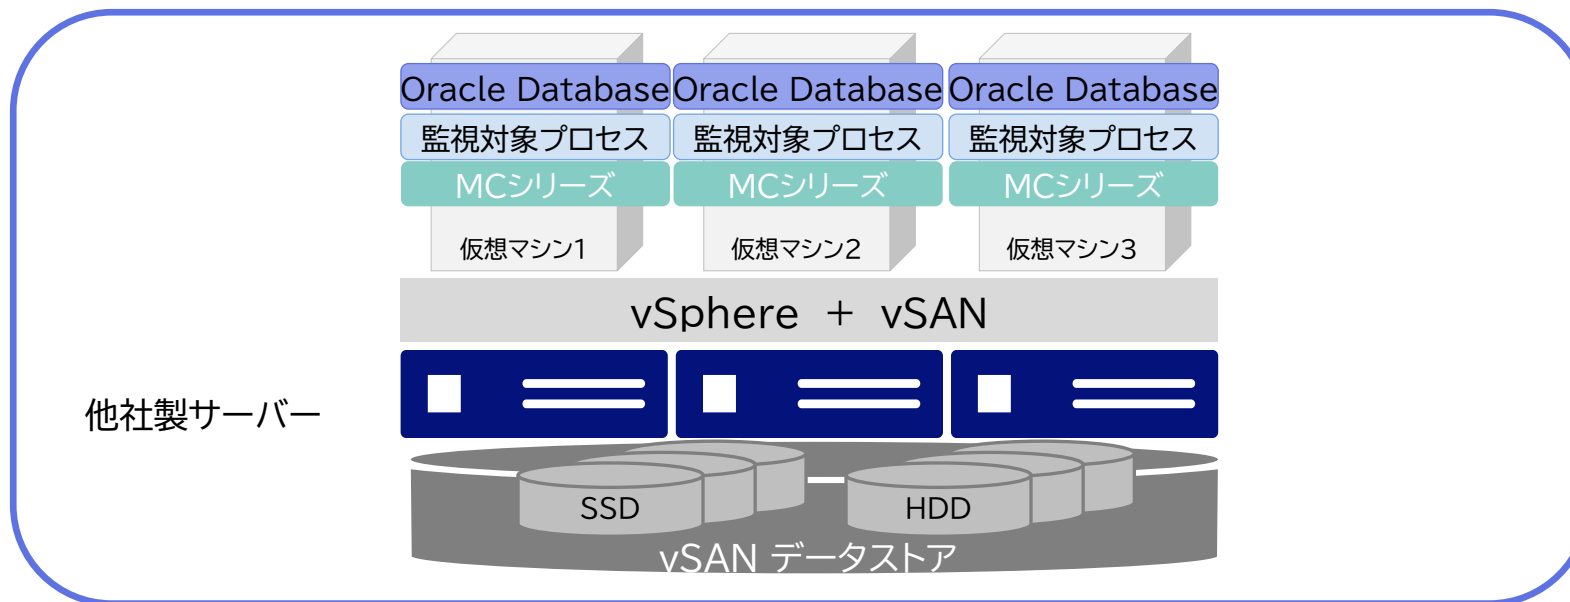 Oracle Database Oracle Database Oracle Database
監視対象プロセス 監視対象プロセス 監視対象プロセス
MCシリーズ MCシリーズ MCシリーズ
仮想マシン1 仮想マシン2 仮想マシン3
vSphere + vSAN
他社製サーバー
SSD HDD
vSAN データストア